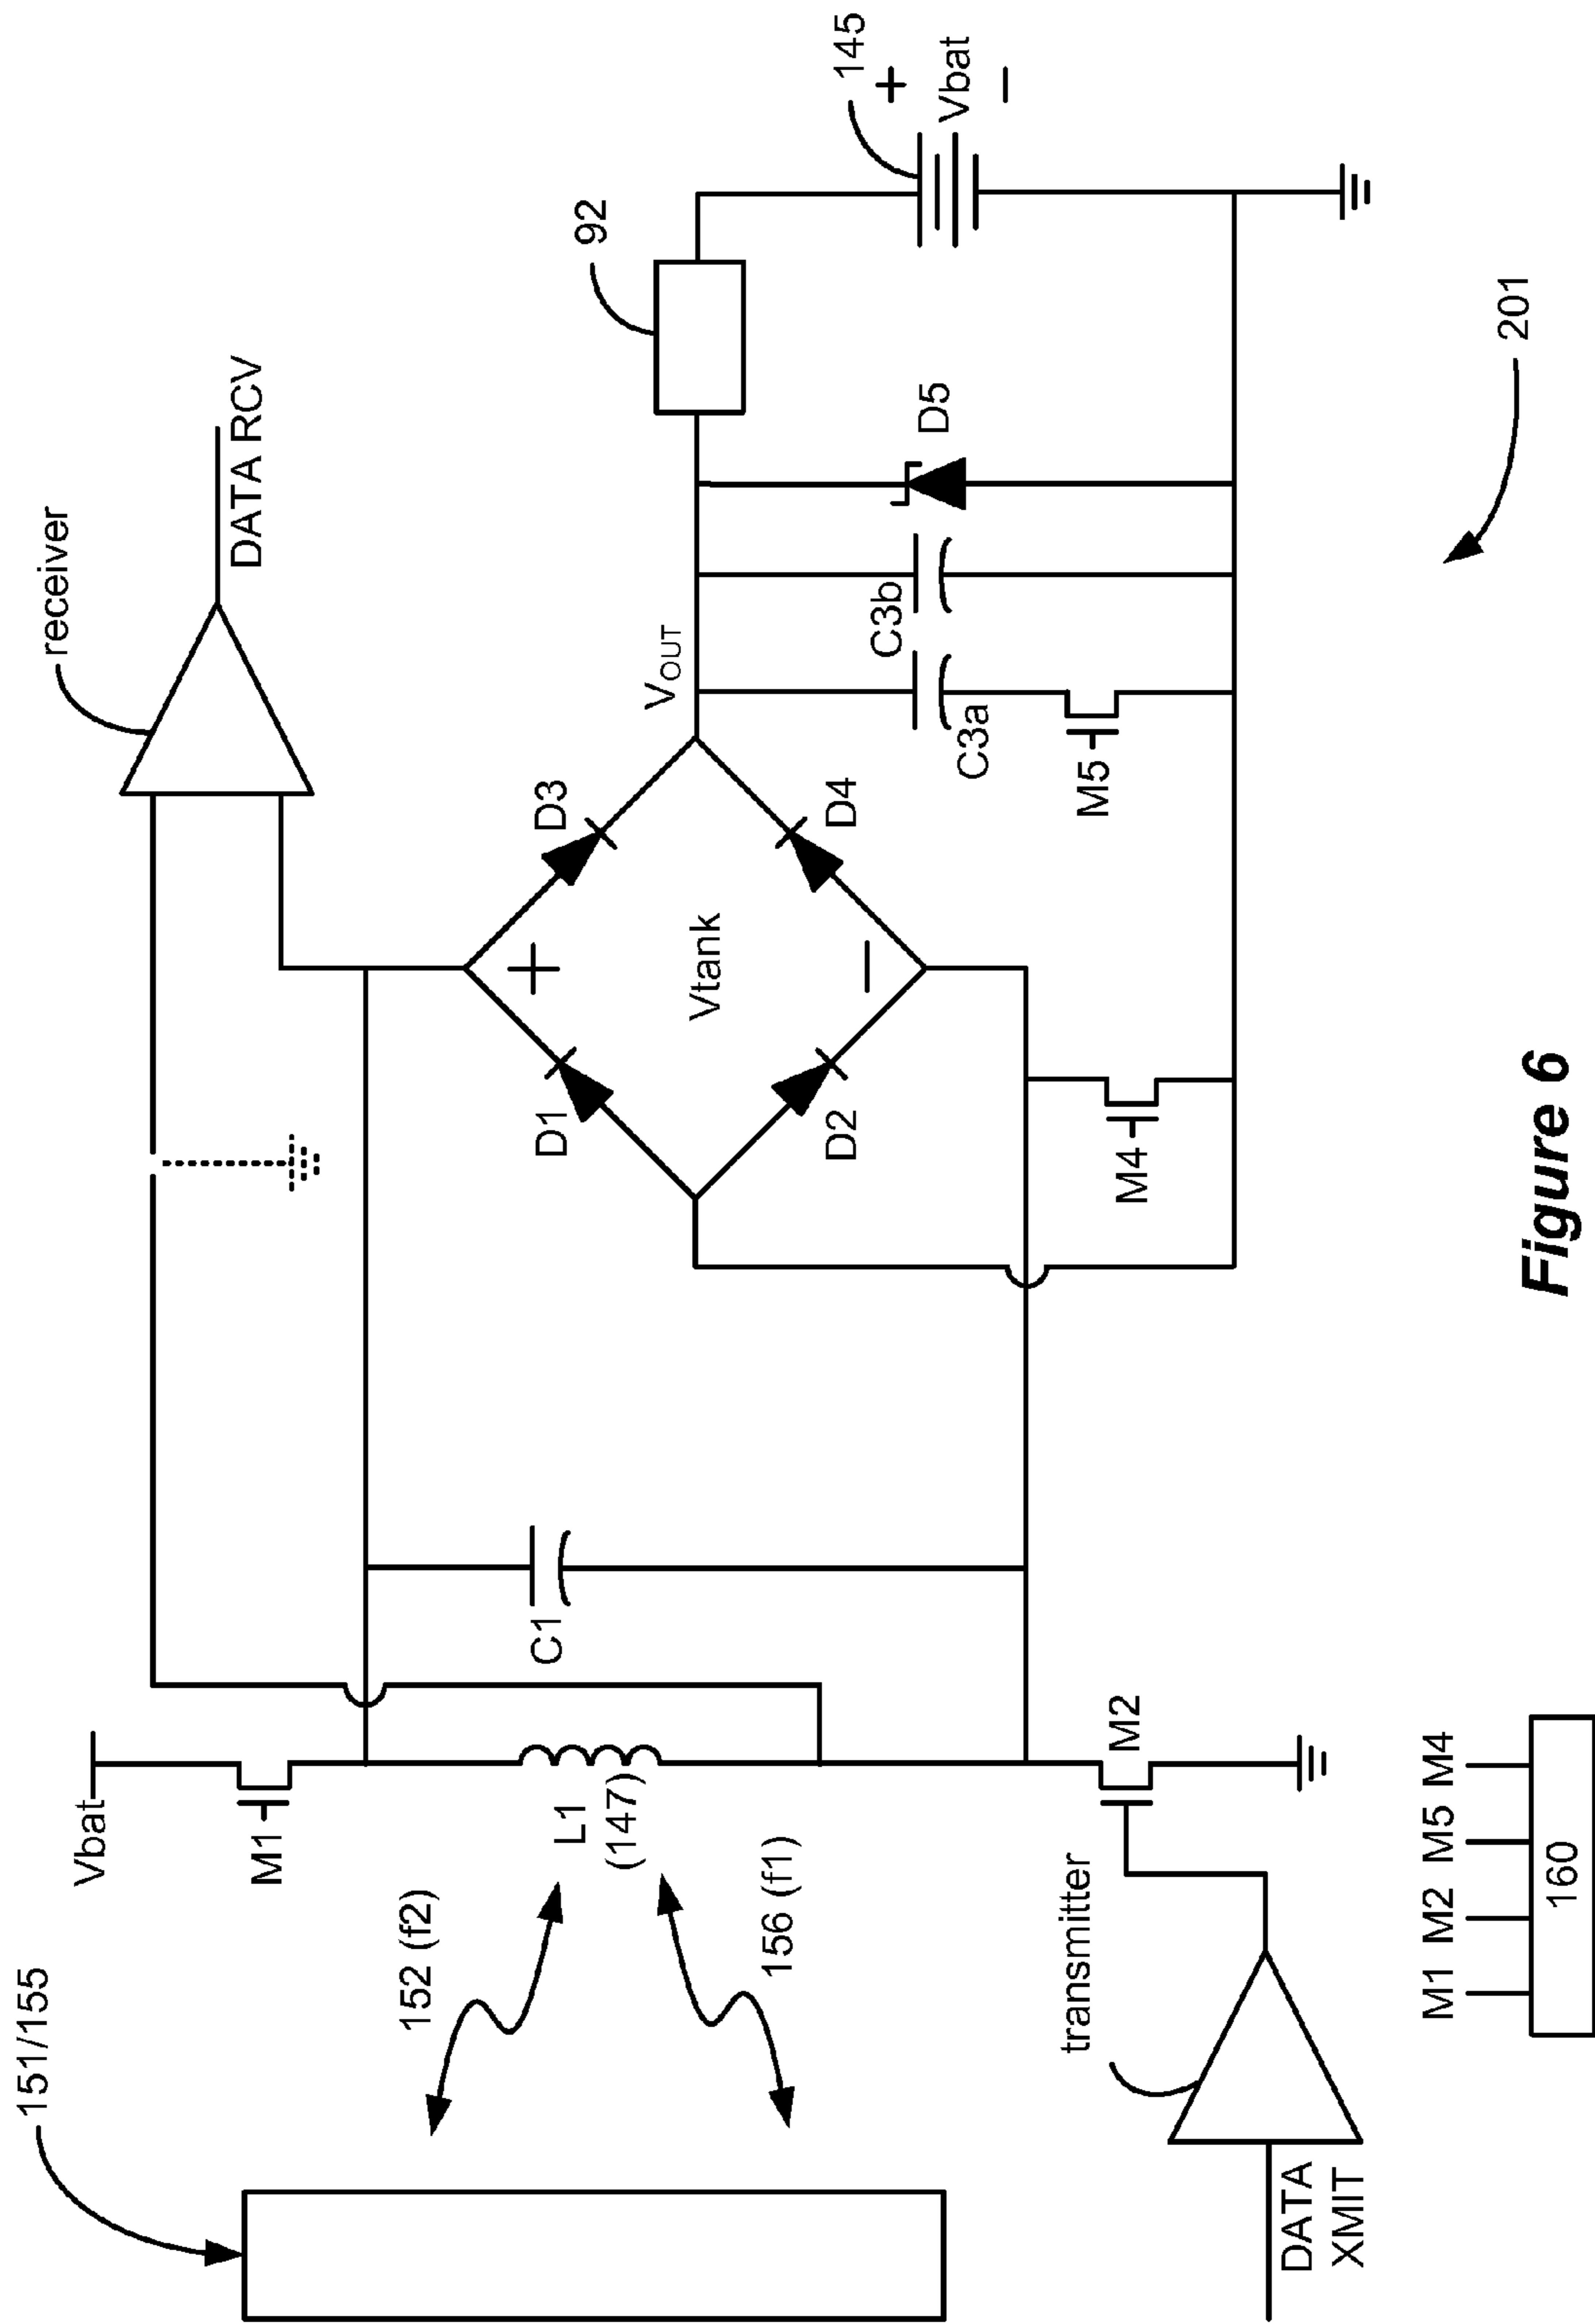 151/155
152 (f2)
156 (f1)
Vbat
M1
L1
(147)
C1
M2
transmitter
DATA
XMIT
M1 M2 M5 M4
160
receiver
DATA RCV
D1
D3
+
Vtank
−
D2
D4
M4
VOUT
C3a
C3b
M5
D5
92
145
+
Vbat
−
201
Figure 6